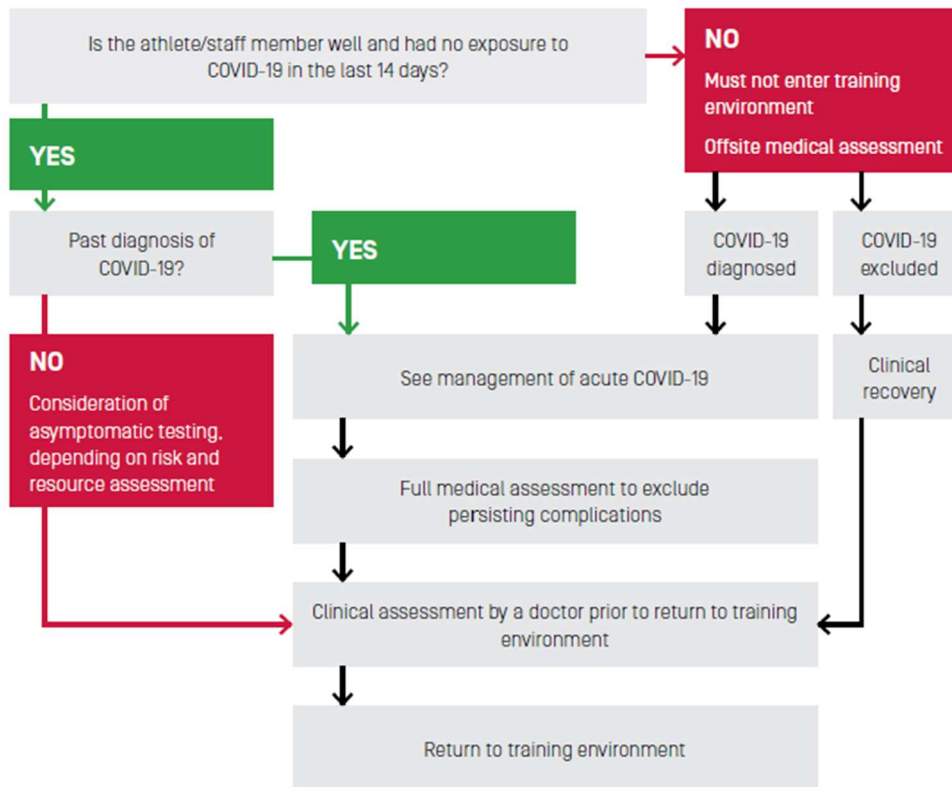 Is the athlete/staff member well and had no exposure to
COVID-19 in the last 14 days?
NO
Must not enter training
environment
Offsite medical assessment
YES
Past diagnosis of
COVID-19?
YES
COVID-19
diagnosed
COVID-19
excluded
NO
Consideration of
asymptomatic testing,
depending on risk and
resource assessment
See management of acute COVID-19
Clinical
recovery
Full medical assessment to exclude
persisting complications
Clinical assessment by a doctor prior to return to training
environment
Return to training environment